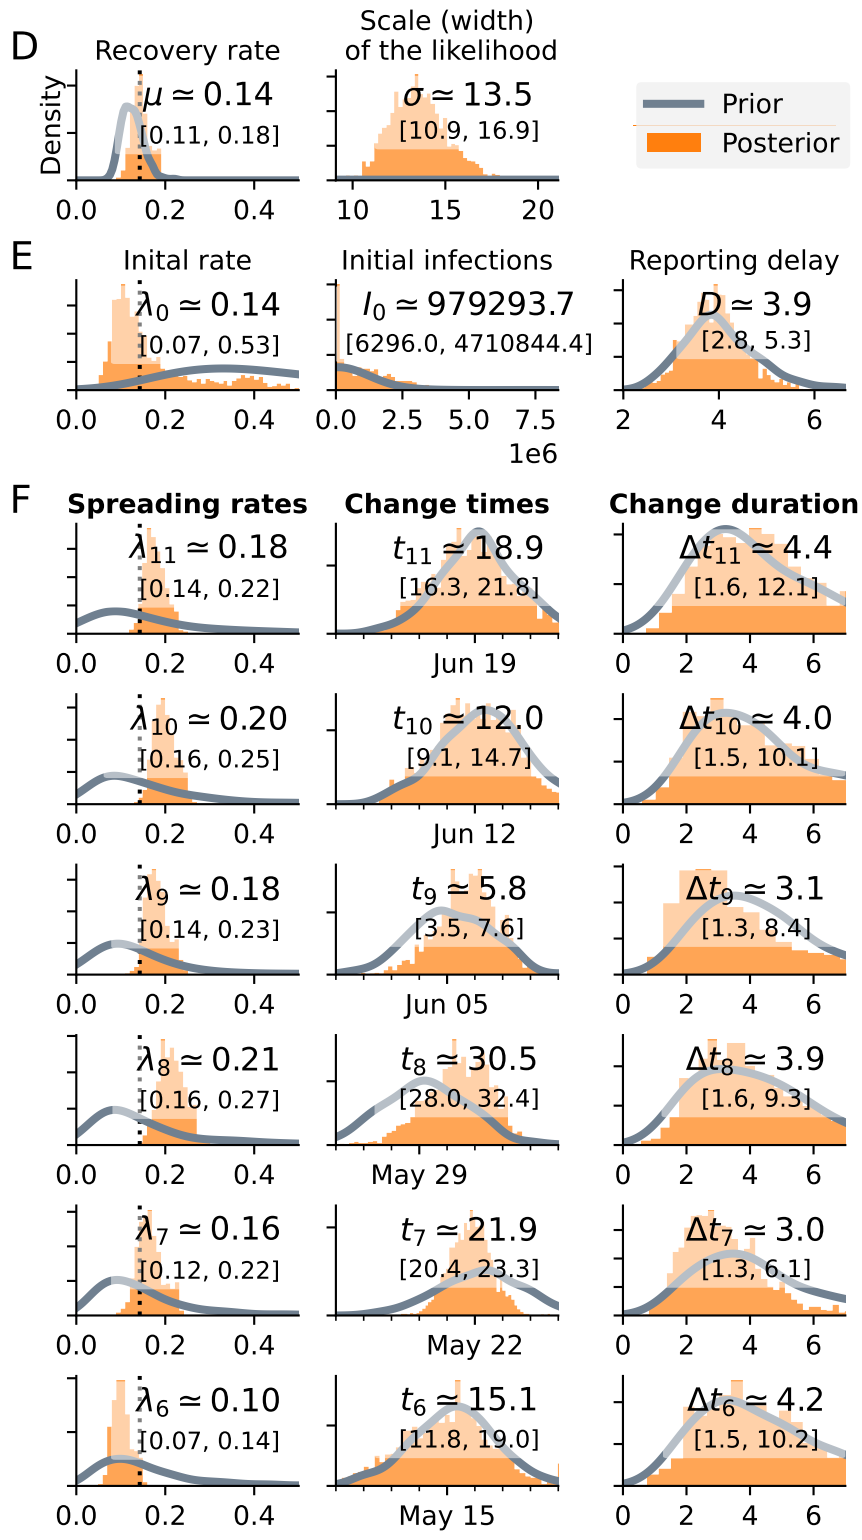 D
Recovery rate
Scale (width)
of the likelihood
Density
μ ≃ 0.14
[0.11, 0.18]
0.0 0.2 0.4
σ ≃ 13.5
[10.9, 16.9]
10 15 20
Prior
Posterior
E
Inital rate
λ0 ≃ 0.14
[0.07, 0.53]
0.0 0.2 0.4
Initial infections
I0 ≃ 979293.7
[6296.0, 4710844.4]
0.0 2.5 5.0 7.5
1e6
Reporting delay
D ≃ 3.9
[2.8, 5.3]
2 4 6
F
Spreading rates Change times Change duration
λ11 ≃ 0.18 t11 ≃ 18.9 Δt11 ≃ 4.4
[0.14, 0.22] [16.3, 21.8] [1.6, 12.1]
0.0 0.2 0.4 Jun 19 0 2 4 6
λ10 ≃ 0.20 t10 ≃ 12.0 Δt10 ≃ 4.0
[0.16, 0.25] [9.1, 14.7] [1.5, 10.1]
0.0 0.2 0.4 Jun 12 0 2 4 6
λ9 ≃ 0.18 t9 ≃ 5.8 Δt9 ≃ 3.1
[0.14, 0.23] [3.5, 7.6] [1.3, 8.4]
0.0 0.2 0.4 Jun 05 0 2 4 6
λ8 ≃ 0.21 t8 ≃ 30.5 Δt8 ≃ 3.9
[0.16, 0.27] [28.0, 32.4] [1.6, 9.3]
0.0 0.2 0.4 May 29 0 2 4 6
λ7 ≃ 0.16 t7 ≃ 21.9 Δt7 ≃ 3.0
[0.12, 0.22] [20.4, 23.3] [1.3, 6.1]
0.0 0.2 0.4 May 22 0 2 4 6
λ6 ≃ 0.10 t6 ≃ 15.1 Δt6 ≃ 4.2
[0.07, 0.14] [11.8, 19.0] [1.5, 10.2]
0.0 0.2 0.4 May 15 0 2 4 6